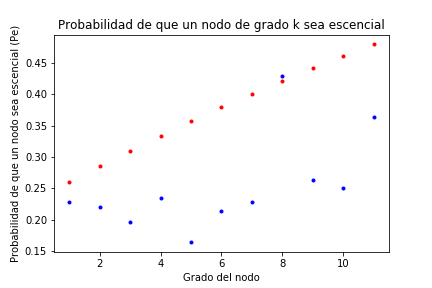 Probabilidad de que un nodo de grado k sea escencial
Probabilidad de que un nodo sea escencial (Pe)
0.45
0.40
0.35
0.30
0.25
0.20
0.15
2 4 6 8 10
Grado del nodo